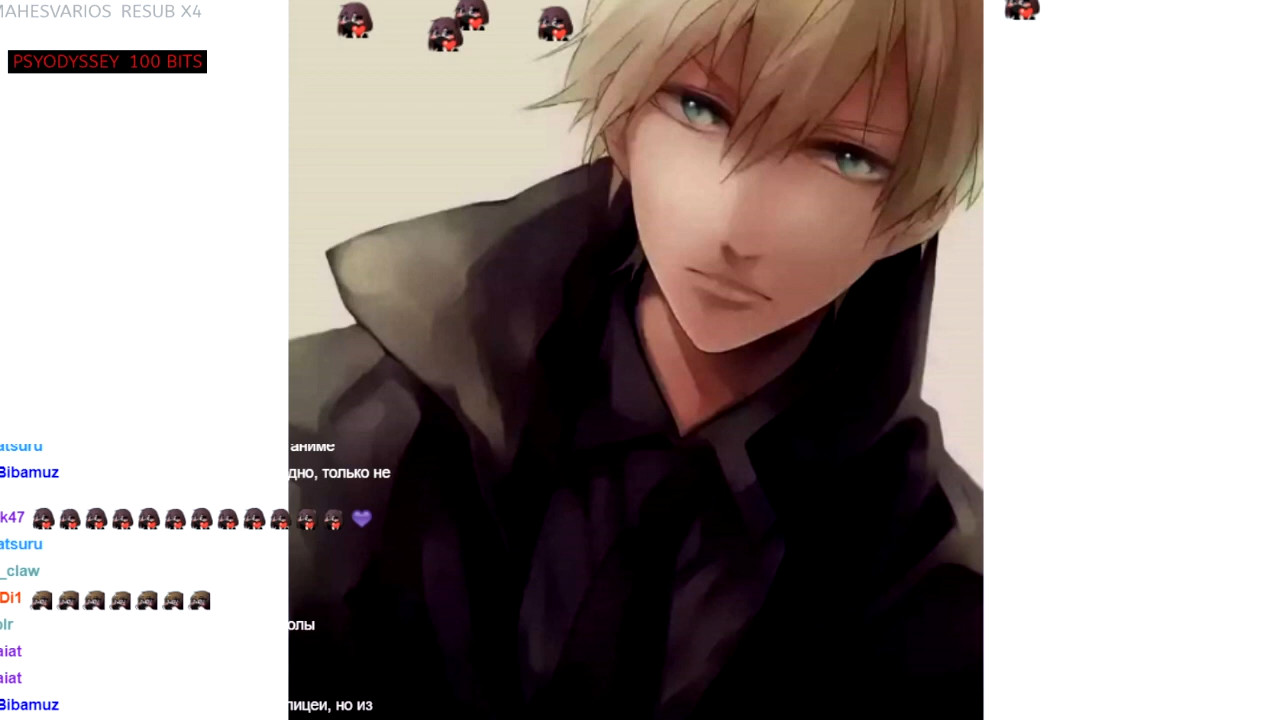 MAHESVARIOS RESUB X4
PSYODYSSEY 100 BITS
atsuru аниме
Bibamuz дно, только не
k47
atsuru
_claw
Di1
olr олы
aiat
aiat
Bibamuz лицеи, но из